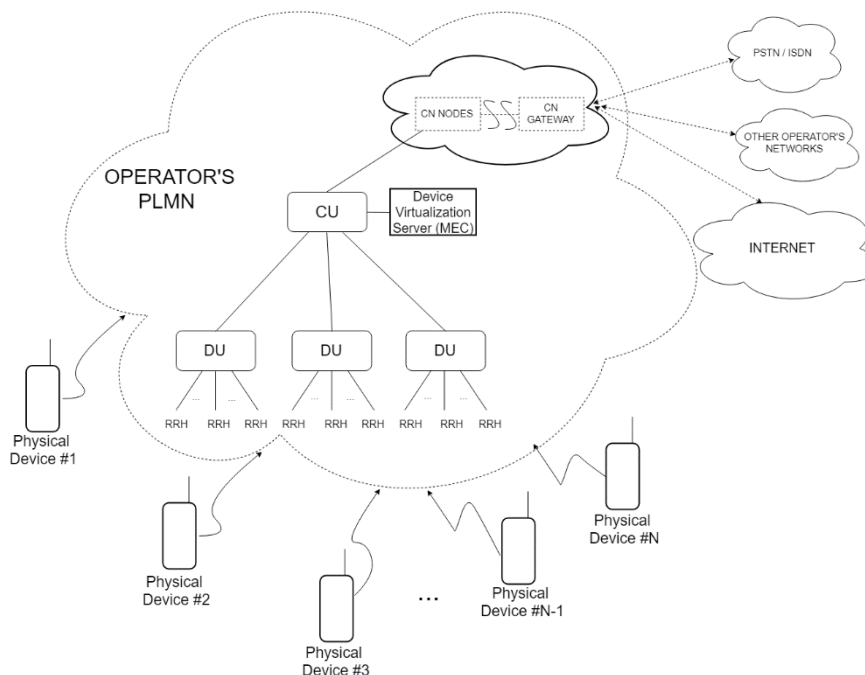 PSTN / ISDN
CN NODES
CN
GATEWAY
OTHER OPERATOR'S
NETWORKS
OPERATOR'S
PLMN
CU
Device
Virtualization
Server (MEC)
INTERNET
DU
DU
DU
... ...
... ...
... ...
RRH RRH RRH RRH RRH RRH RRH RRH RRH
Physical
Device #1
Physical
Device #2
Physical
Device #3
...
Physical
Device #N-1
Physical
Device #N